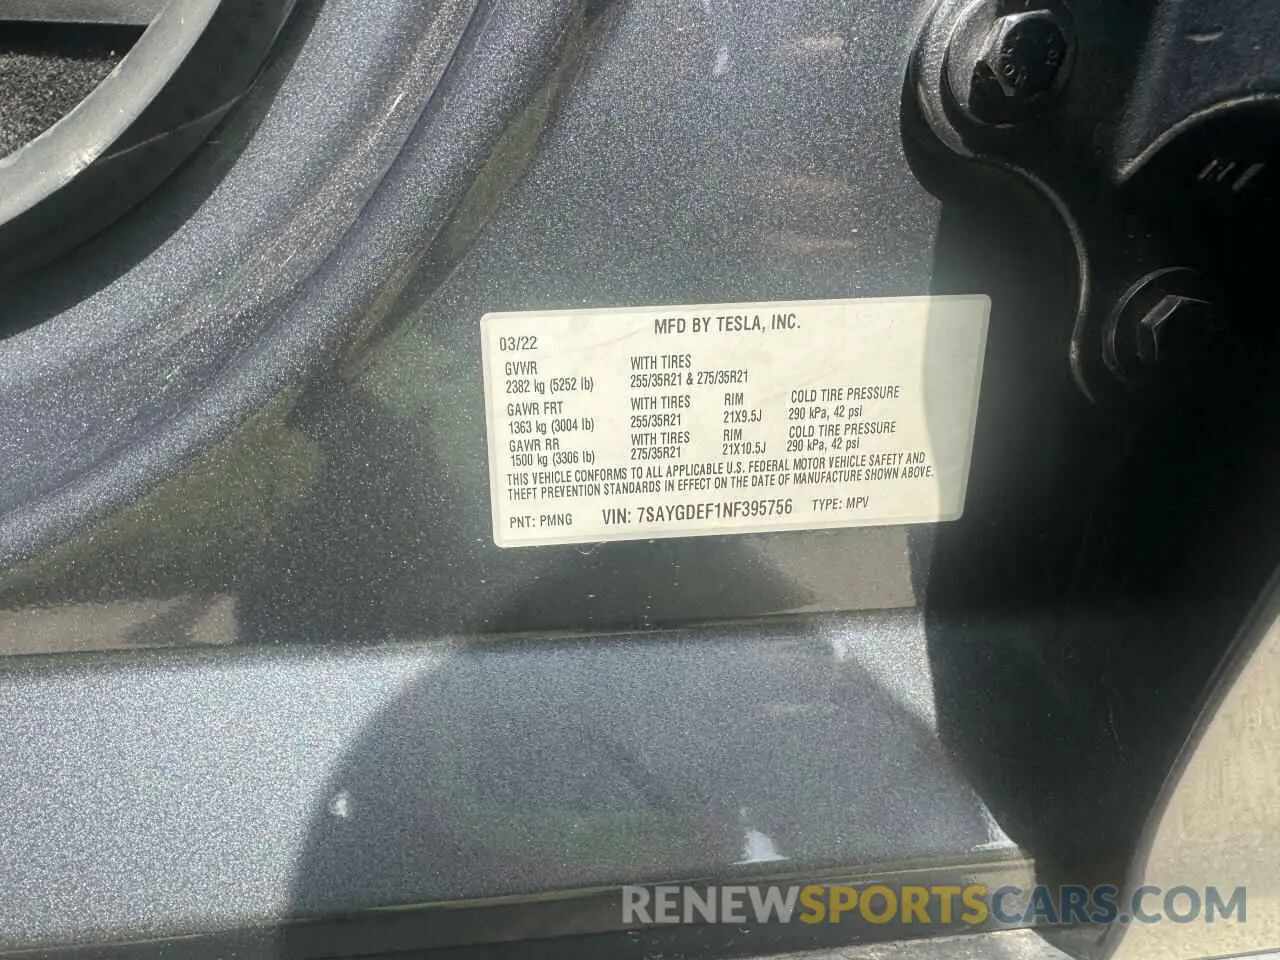 MFD BY TESLA, INC.
03/22
GVWR WITH TIRES
2382 kg (5252 lb) 255/35R21 & 275/35R21
GAWR FRT WITH TIRES RIM COLD TIRE PRESSURE
1363 kg (3004 lb) 255/35R21 21X9.5J 290 kPa, 42 psi
GAWR RR WITH TIRES RIM COLD TIRE PRESSURE
1500 kg (3306 lb) 275/35R21 21X10.5J 290 kPa, 42 psi
THIS VEHICLE CONFORMS TO ALL APPLICABLE U.S. FEDERAL MOTOR VEHICLE SAFETY AND
THEFT PREVENTION STANDARDS IN EFFECT ON THE DATE OF MANUFACTURE SHOWN ABOVE.
PNT: PMNG VIN: 7SAYGDEF1NF395756 TYPE: MPV
RENEWSPORTSCARS.COM